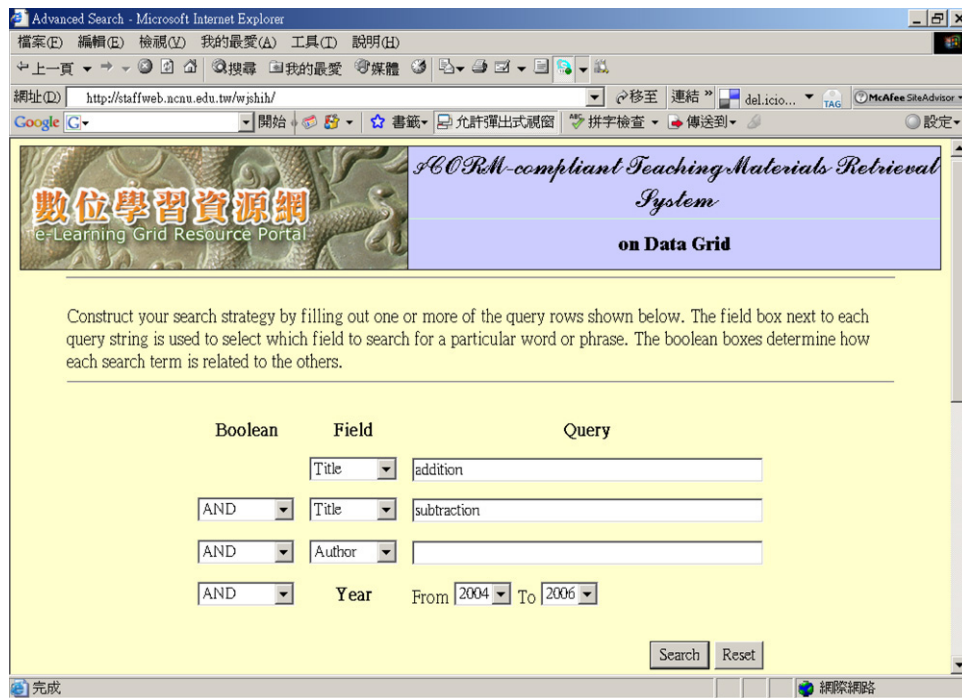 Advanced Search - Microsoft Internet Explorer
檔案(F) 編輯(E) 檢視(V) 我的最愛(A) 工具(T) 說明(H)
上一頁 搜尋 我的最愛 媒體
網址(D) http://staffweb.ncnu.edu.tw/wjshih/ 移至 連結 » del.icio... TAG McAfee SiteAdvisor
Google G 開始 書籤 允許彈出式視窗 拼字檢查 傳送到 設定
數位學習資源網
e-Learning Grid Resource Portal
SCORM-compliant Teaching Materials Retrieval
System
on Data Grid
Construct your search strategy by filling out one or more of the query rows shown below. The field box next to each
query string is used to select which field to search for a particular word or phrase. The boolean boxes determine how
each search term is related to the others.
Boolean Field Query
Title addition
AND Title subtraction
AND Author
AND Year From 2004 To 2006
Search Reset
完成 網際網路